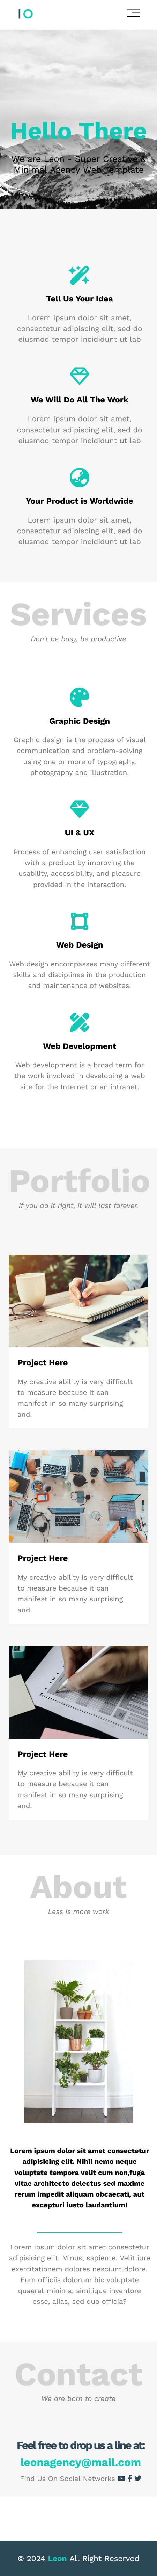 IO
Hello There
We are Leon - Super Creative &
Minimal Agency Web Template
Tell Us Your Idea
Lorem ipsum dolor sit amet,
consectetur adipiscing elit, sed do
eiusmod tempor incididunt ut lab
We Will Do All The Work
Lorem ipsum dolor sit amet,
consectetur adipiscing elit, sed do
eiusmod tempor incididunt ut lab
Your Product is Worldwide
Lorem ipsum dolor sit amet,
consectetur adipiscing elit, sed do
eiusmod tempor incididunt ut lab
Services
Don't be busy, be productive
Graphic Design
Graphic design is the process of visual
communication and problem-solving
using one or more of typography,
photography and illustration.
UI & UX
Process of enhancing user satisfaction
with a product by improving the
usability, accessibility, and pleasure
provided in the interaction.
Web Design
Web design encompasses many different
skills and disciplines in the production
and maintenance of websites.
Web Development
Web development is a broad term for
the work involved in developing a web
site for the Internet or an intranet.
Portfolio
If you do it right, it will last forever.
Project Here
My creative ability is very difficult
to measure because it can
manifest in so many surprising
and.
Project Here
My creative ability is very difficult
to measure because it can
manifest in so many surprising
and.
Project Here
My creative ability is very difficult
to measure because it can
manifest in so many surprising
and.
About
Less is more work
Lorem ipsum dolor sit amet consectetur
adipisicing elit. Nihil nemo neque
voluptate tempora velit cum non,fuga
vitae architecto delectus sed maxime
rerum impedit aliquam obcaecati, aut
excepturi iusto laudantium!
Lorem ipsum dolor sit amet consectetur
adipisicing elit. Minus, sapiente. Velit iure
exercitationem dolores nesciunt dolore.
Eum officiis dolorum hic voluptate
quaerat minima, similique inventore
esse, alias, sed quo officia?
Contact
We are born to create
Feel free to drop us a line at:
leonagency@mail.com
Find Us On Social Networks
© 2024 Leon All Right Reserved